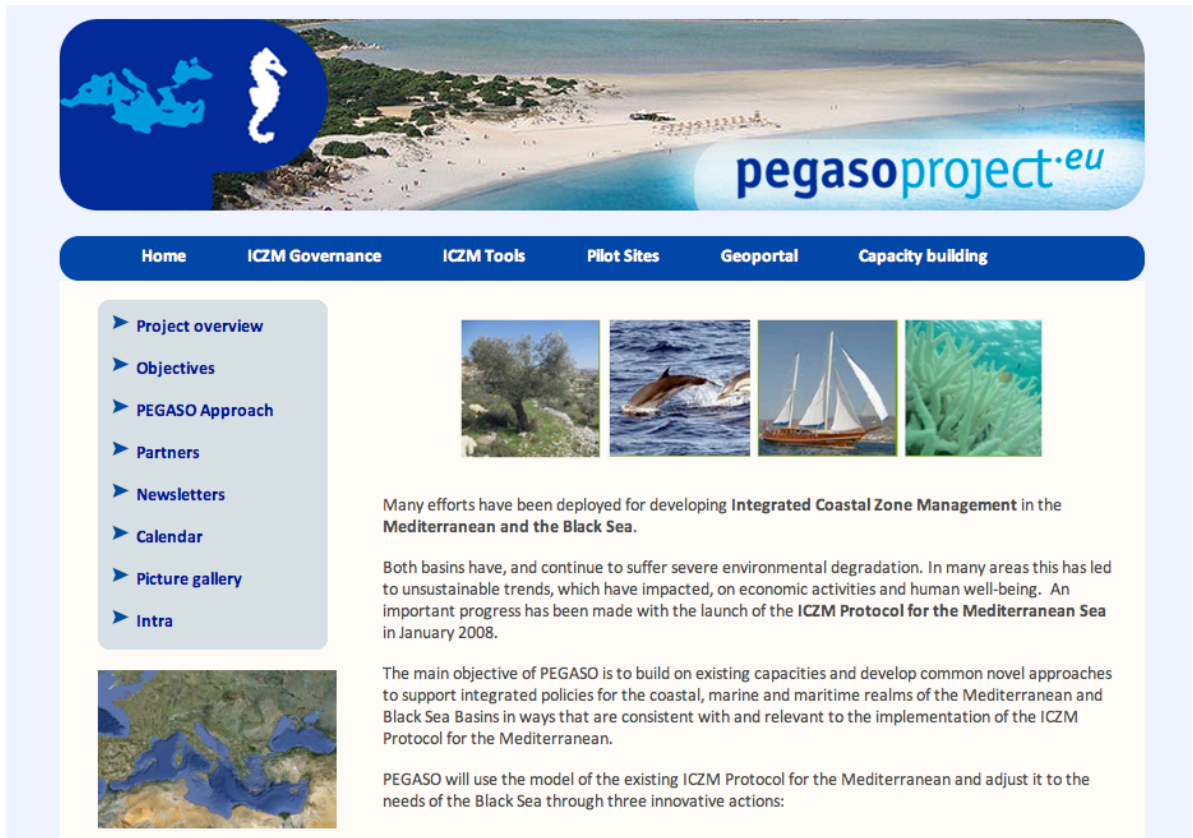 pegasoproject.eu
Home ICZM Governance ICZM Tools Pilot Sites Geoportal Capacity building
Project overview
Objectives
PEGASO Approach
Partners
Newsletters
Calendar
Picture gallery
Intra
Many efforts have been deployed for developing Integrated Coastal Zone Management in the
Mediterranean and the Black Sea.
Both basins have, and continue to suffer severe environmental degradation. In many areas this has led
to unsustainable trends, which have impacted, on economic activities and human well-being. An
important progress has been made with the launch of the ICZM Protocol for the Mediterranean Sea
in January 2008.
The main objective of PEGASO is to build on existing capacities and develop common novel approaches
to support integrated policies for the coastal, marine and maritime realms of the Mediterranean and
Black Sea Basins in ways that are consistent with and relevant to the implementation of the ICZM
Protocol for the Mediterranean.
PEGASO will use the model of the existing ICZM Protocol for the Mediterranean and adjust it to the
needs of the Black Sea through three innovative actions: